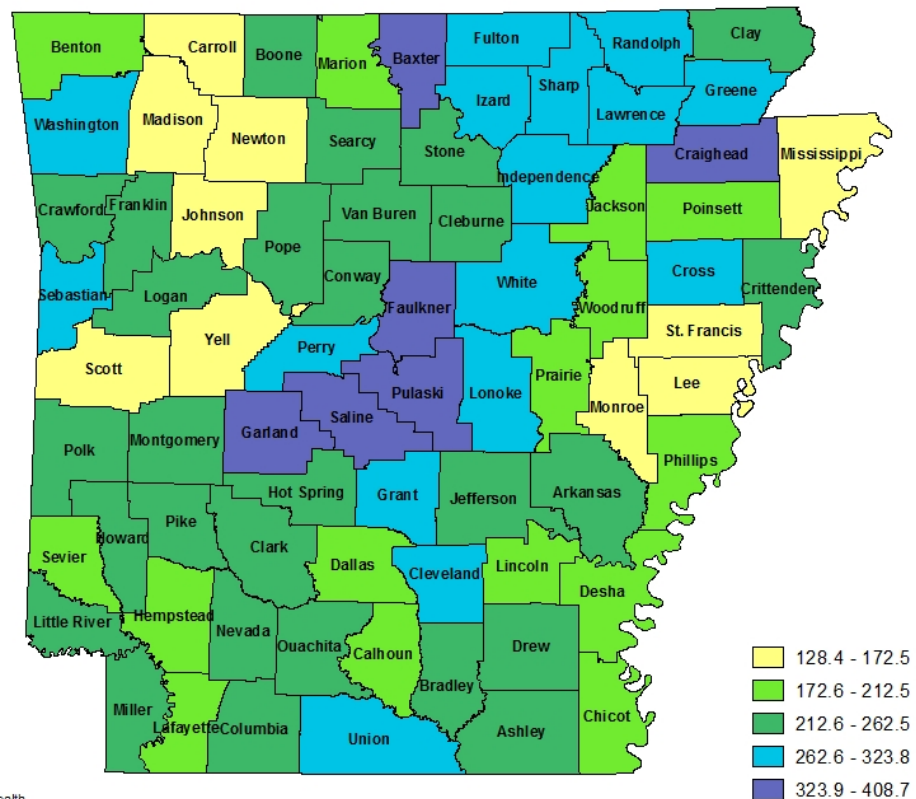 Benton
Carroll
Boone
Marion
Baxter
Fulton
Randolph
Clay
Izard
Sharp
Lawrence
Greene
Washington
Madison
Newton
Searcy
Stone
Independence
Craighead
Mississippi
Crawford
Franklin
Johnson
Pope
Van Buren
Cleburne
Jackson
Poinsett
Sebastian
Logan
Conway
Faulkner
White
Woodruff
Cross
Crittenden
Scott
Yell
Perry
Pulaski
Lonoke
Prairie
St. Francis
Lee
Monroe
Polk
Montgomery
Garland
Saline
Phillips
Hot Spring
Grant
Jefferson
Arkansas
Sevier
Howard
Pike
Clark
Dallas
Cleveland
Lincoln
Desha
Little River
Hempstead
Nevada
Ouachita
Calhoun
Bradley
Drew
Miller
Lafayette
Columbia
Union
Ashley
Chicot
128.4 - 172.5
172.6 - 212.5
212.6 - 262.5
262.6 - 323.8
323.9 - 408.7